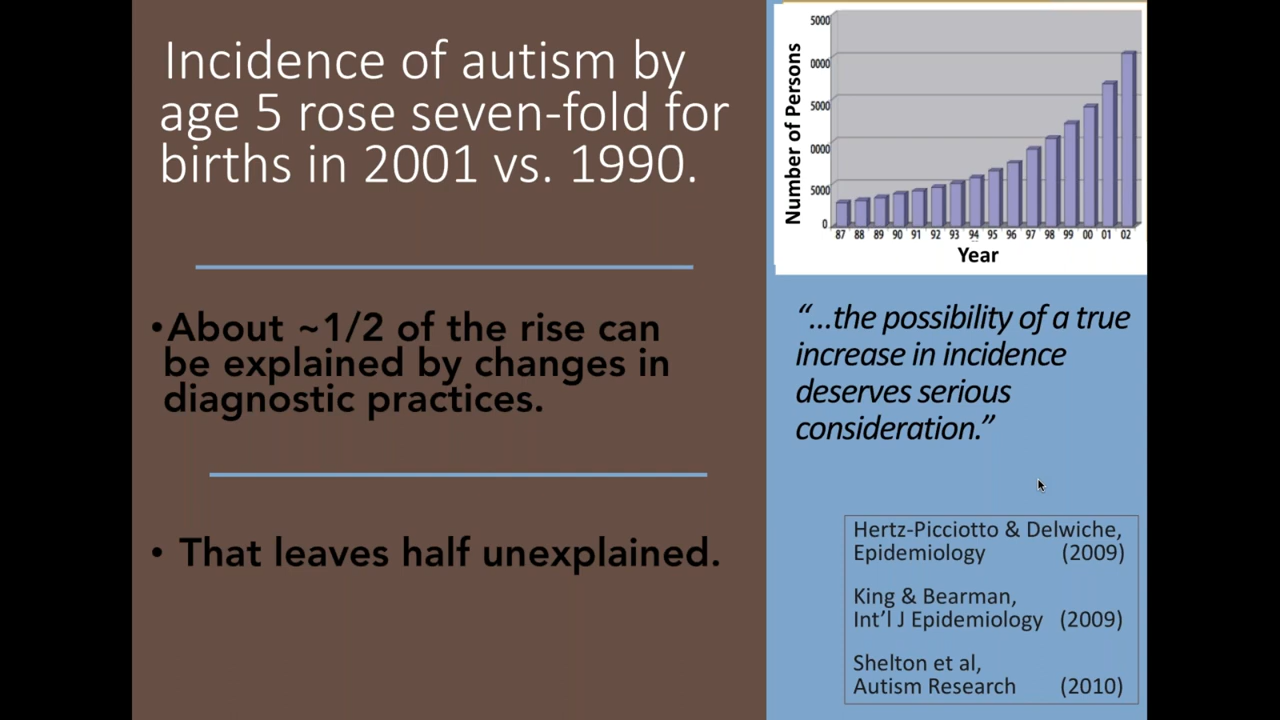 Incidence of autism by
age 5 rose seven-fold for
births in 2001 vs. 1990.
•About ~1/2 of the rise can
be explained by changes in
diagnostic practices.
• That leaves half unexplained.
Number of Persons
5000
0000
5000
0000
5000
0
87 88 89 90 91 92 93 94 95 96 97 98 99 00 01 02
Year
“...the possibility of a true
increase in incidence
deserves serious
consideration.”
Hertz-Picciotto & Delwiche,
Epidemiology (2009)
King & Bearman,
Int’l J Epidemiology (2009)
Shelton et al,
Autism Research (2010)